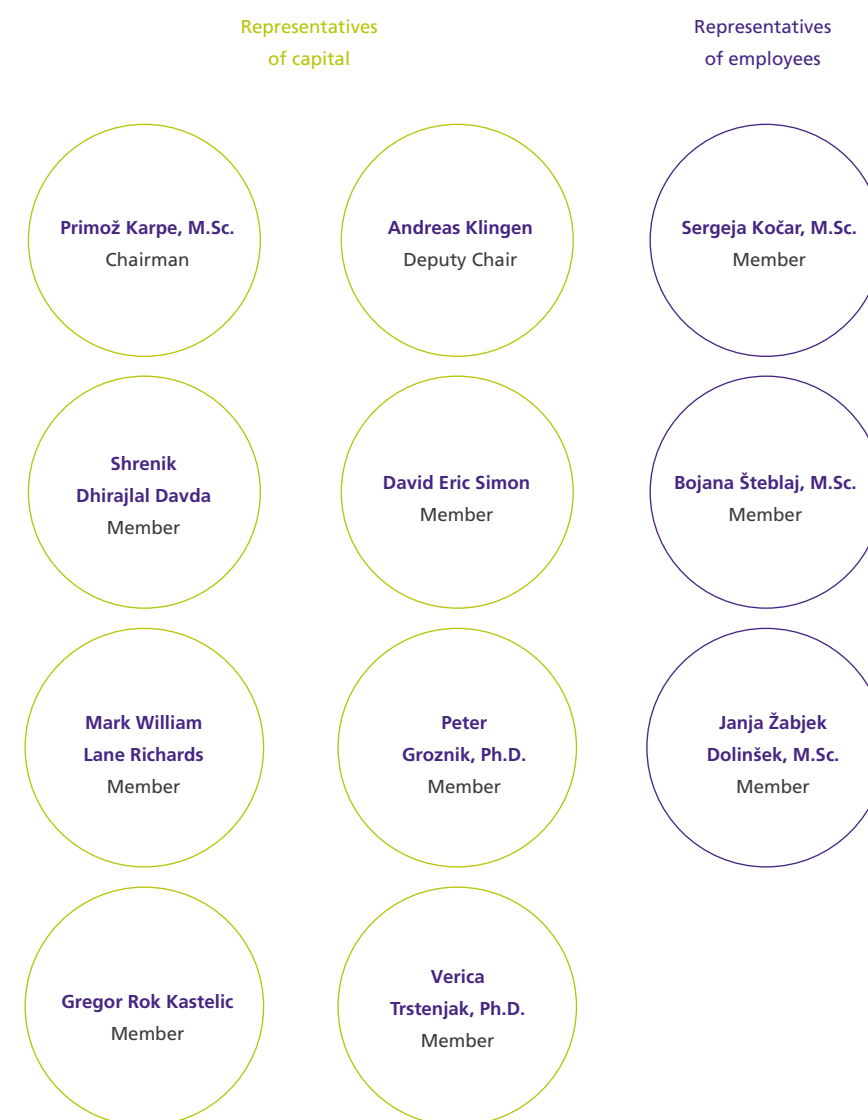 Representatives
of capital
Representatives
of employees
Primož Karpe, M.Sc.
Chairman
Andreas Klingen
Deputy Chair
Sergeja Kočar, M.Sc.
Member
Shrenik
Dhirajlal Davda
Member
David Eric Simon
Member
Bojana Šteblaj, M.Sc.
Member
Mark William
Lane Richards
Member
Peter
Groznik, Ph.D.
Member
Janja Žabjek
Dolinšek, M.Sc.
Member
Gregor Rok Kastelic
Member
Verica
Trstenjak, Ph.D.
Member